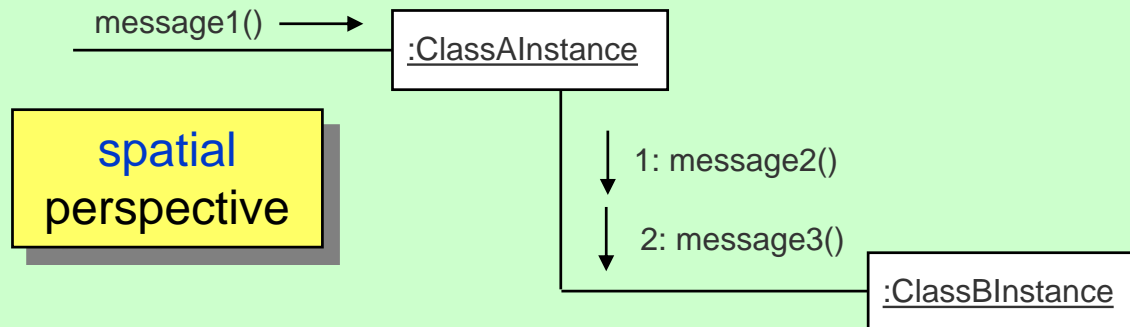 message1()
:ClassAInstance
spatial
perspective
1: message2()
2: message3()
:ClassBInstance